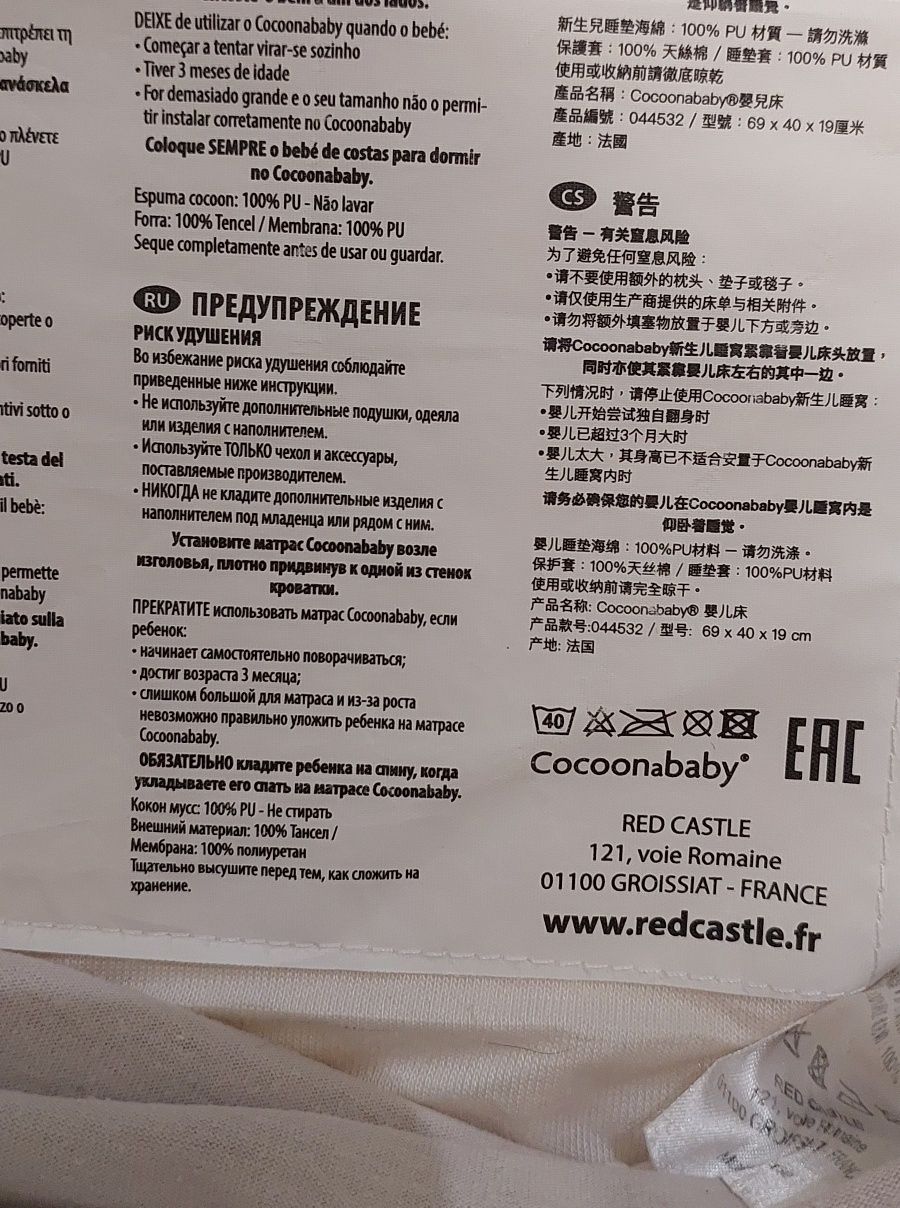 πιτρέπει τη
baby
ανάσκελα
ο πλένετε
U
operte o
ri forniti
ntivi sotto o
testa del
ati.
il bebè:
permette
nababy
iato sulla
baby.
U
zo o
DEIXE de utilizar o Cocoonababy quando o bebé:
• Começar a tentar virar-se sozinho
• Tiver 3 meses de idade
• For demasiado grande e o seu tamanho não o permi-
tir instalar corretamente no Cocoonababy
Coloque SEMPRE o bebé de costas para dormir
no Cocoonababy.
Espuma cocoon: 100% PU - Não lavar
Forra: 100% Tencel / Membrana: 100% PU
Seque completamente antes de usar ou guardar.
RU ПРЕДУПРЕЖДЕНИЕ
РИСК УДУШЕНИЯ
Во избежание риска удушения соблюдайте
приведенные ниже инструкции.
• Не используйте дополнительные подушки, одеяла
или изделия с наполнителем.
• Используйте ТОЛЬКО чехол и аксессуары,
поставляемые производителем.
• НИКОГДА не кладите дополнительные изделия с
наполнителем под младенца или рядом с ним.
Установите матрас Cocoonababy возле
изголовья, плотно придвинув к одной из стенок
кроватки.
ПРЕКРАТИТЕ использовать матрас Cocoonababy, если
ребенок:
• начинает самостоятельно поворачиваться;
• достиг возраста 3 месяца;
• слишком большой для матраса и из-за роста
невозможно правильно уложить ребенка на матрасе
Cocoonababy.
ОБЯЗАТЕЛЬНО кладите ребенка на спину, когда
укладываете его спать на матрасе Cocoonababy.
Кокон мусс: 100% PU - Не стирать
Внешний материал: 100% Тансел /
Мембрана: 100% полиуретан
Тщательно высушите перед тем, как сложить на
хранение.
新生兒睡墊海綿：100% PU 材質 — 請勿洗滌
保護套：100% 天絲棉 / 睡墊套：100% PU 材質
使用或收納前請徹底晾乾
產品名稱：Cocoonababy®嬰兒床
產品編號：044532 / 型號：69 x 40 x 19厘米
產地：法國
CS 警告
警告 — 有关窒息风险
为了避免任何窒息风险：
•请不要使用额外的枕头、垫子或毯子。
•请仅使用生产商提供的床单与相关附件。
•请勿将额外填塞物放置于婴儿下方或旁边。
请将Cocoonababy新生儿睡窝紧靠着婴儿床头放置，
同时亦使其紧靠婴儿床左右的其中一边。
下列情况时，请停止使用Cocoonababy新生儿睡窝：
•婴儿开始尝试独自翻身时
•婴儿已超过3个月大时
•婴儿太大，其身高已不适合安置于Cocoonababy新
生儿睡窝内时
请务必确保您的婴儿在Cocoonababy婴儿睡窝内是
仰卧着睡觉。
婴儿睡垫海绵：100%PU材料 — 请勿洗涤。
保护套：100%天丝棉 / 睡垫套：100%PU材料
使用或收纳前请完全晾干。
产品名称: Cocoonababy® 婴儿床
产品款号:044532 / 型号: 69 x 40 x 19 cm
产地: 法国
40
Cocoonababy®
EAC
RED CASTLE
121, voie Romaine
01100 GROISSIAT - FRANCE
www.redcastle.fr
RED
voie Romaine